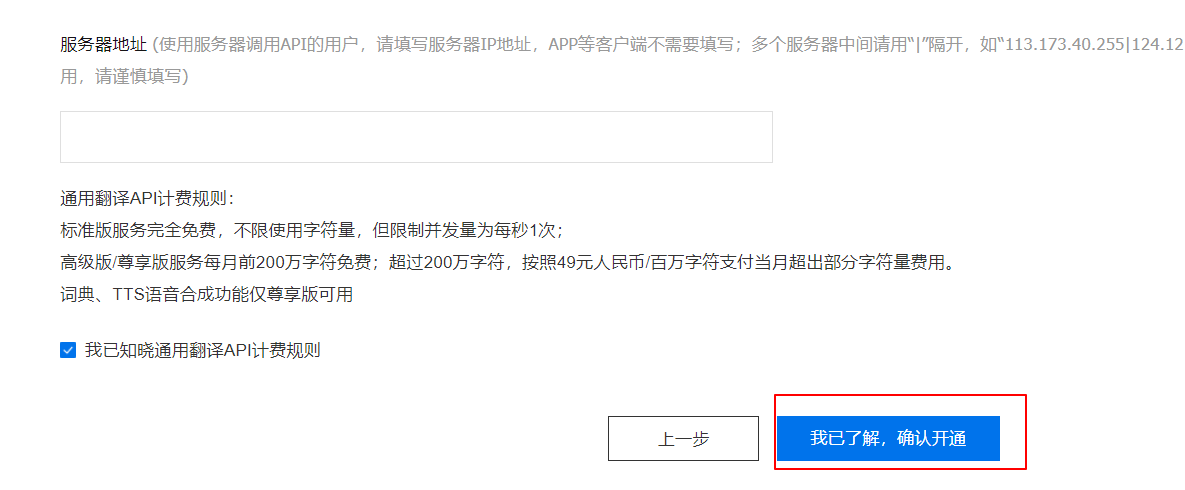 服务器地址 (使用服务器调用API的用户，请填写服务器IP地址，APP等客户端不需要填写；多个服务器中间请用“|”隔开，如“113.173.40.255|124.12
用，请谨慎填写)
通用翻译API计费规则：
标准版服务完全免费，不限使用字符量，但限制并发量为每秒1次；
高级版/尊享版服务每月前200万字符免费；超过200万字符，按照49元人民币/百万字符支付当月超出部分字符量费用。
词典、TTS语音合成功能仅尊享版可用
我已知晓通用翻译API计费规则
上一步
我已了解，确认开通